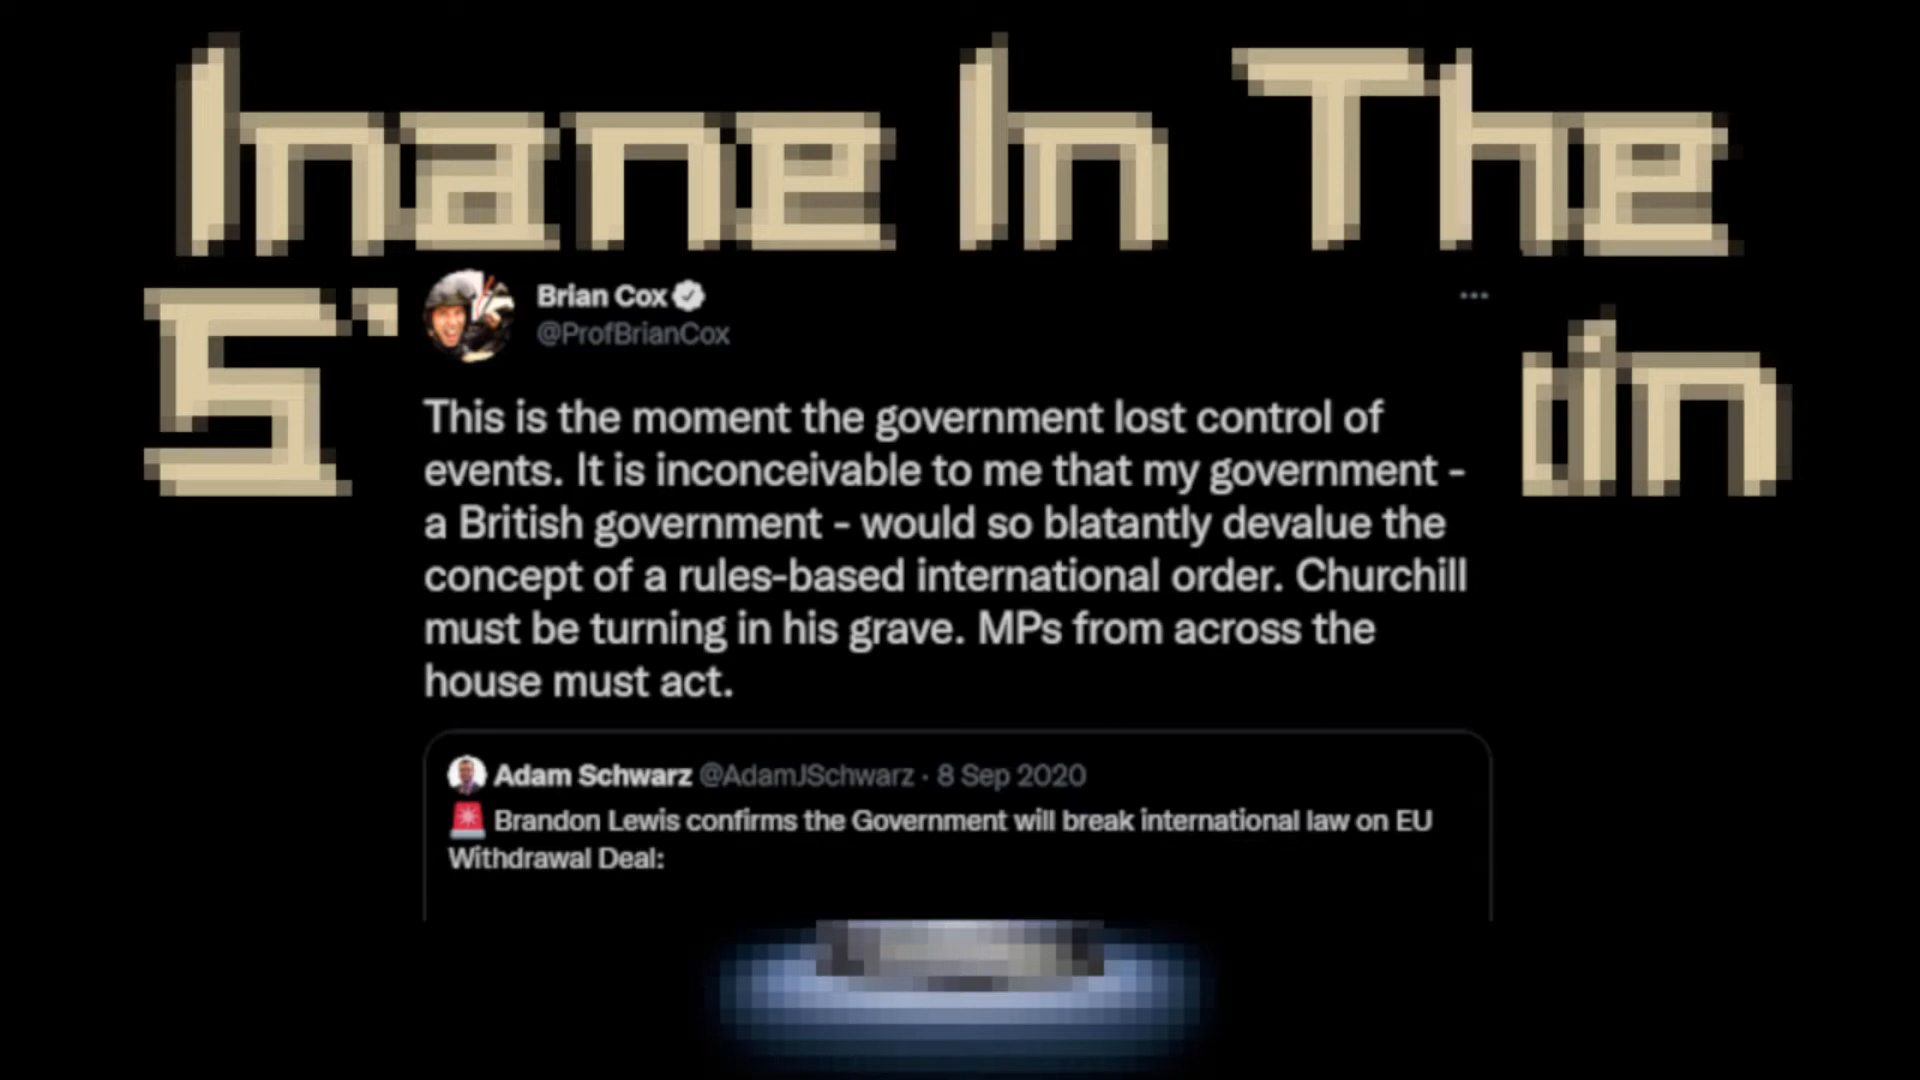 Inane In The
Brian Cox
@ProfBrianCox
This is the moment the government lost control of
events. It is inconceivable to me that my government -
a British government - would so blatantly devalue the
concept of a rules-based international order. Churchill
must be turning in his grave. MPs from across the
house must act.
Adam Schwarz @AdamJSchwarz · 8 Sep 2020
🚨 Brandon Lewis confirms the Government will break international law on EU
Withdrawal Deal: